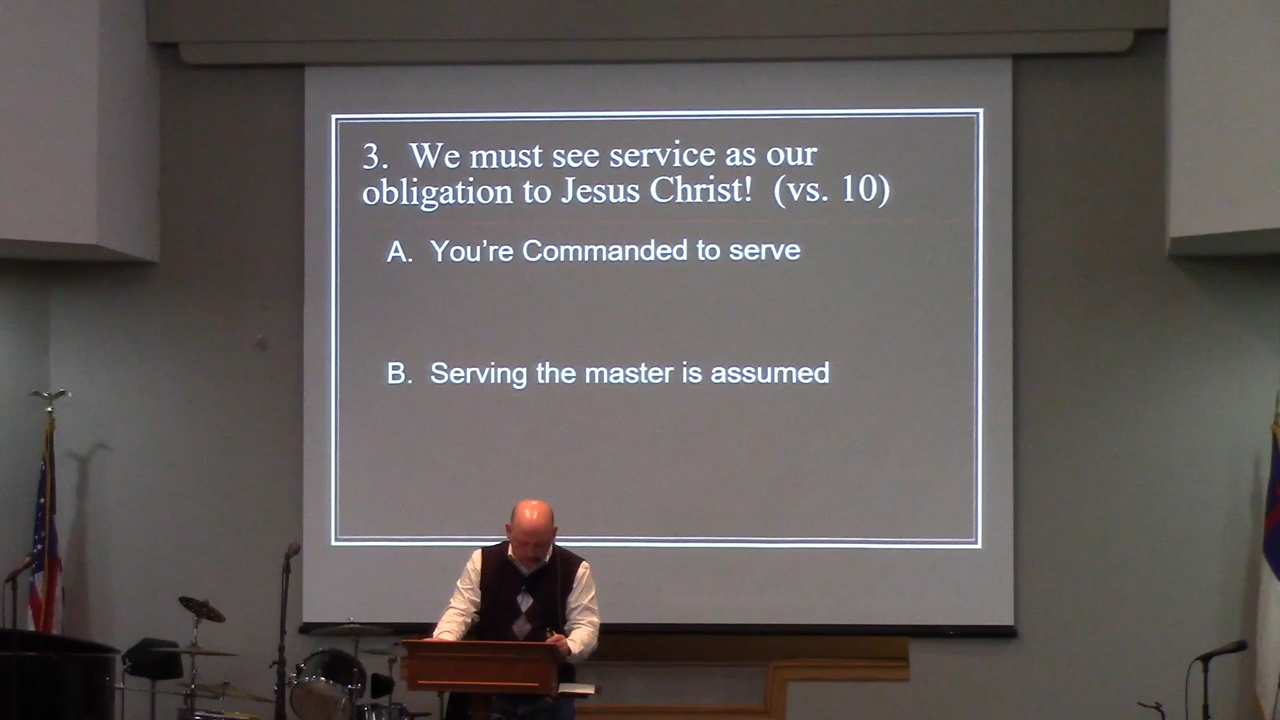 3. We must see service as our
obligation to Jesus Christ! (vs. 10)
A. You’re Commanded to serve
B. Serving the master is assumed